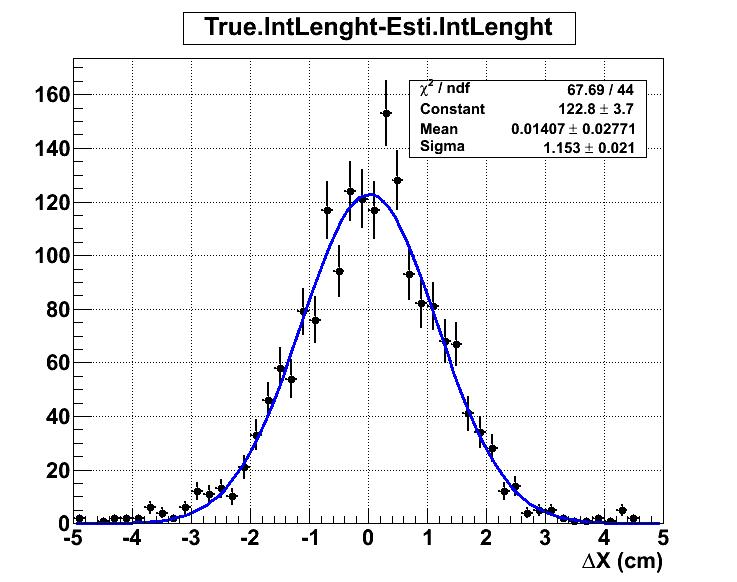 True.IntLenght-Esti.IntLenght
χ² / ndf 67.69 / 44
Constant 122.8 ± 3.7
Mean 0.01407 ± 0.02771
Sigma 1.153 ± 0.021
160
140
120
100
80
60
40
20
0
-5 -4 -3 -2 -1 0 1 2 3 4 5
ΔX (cm)